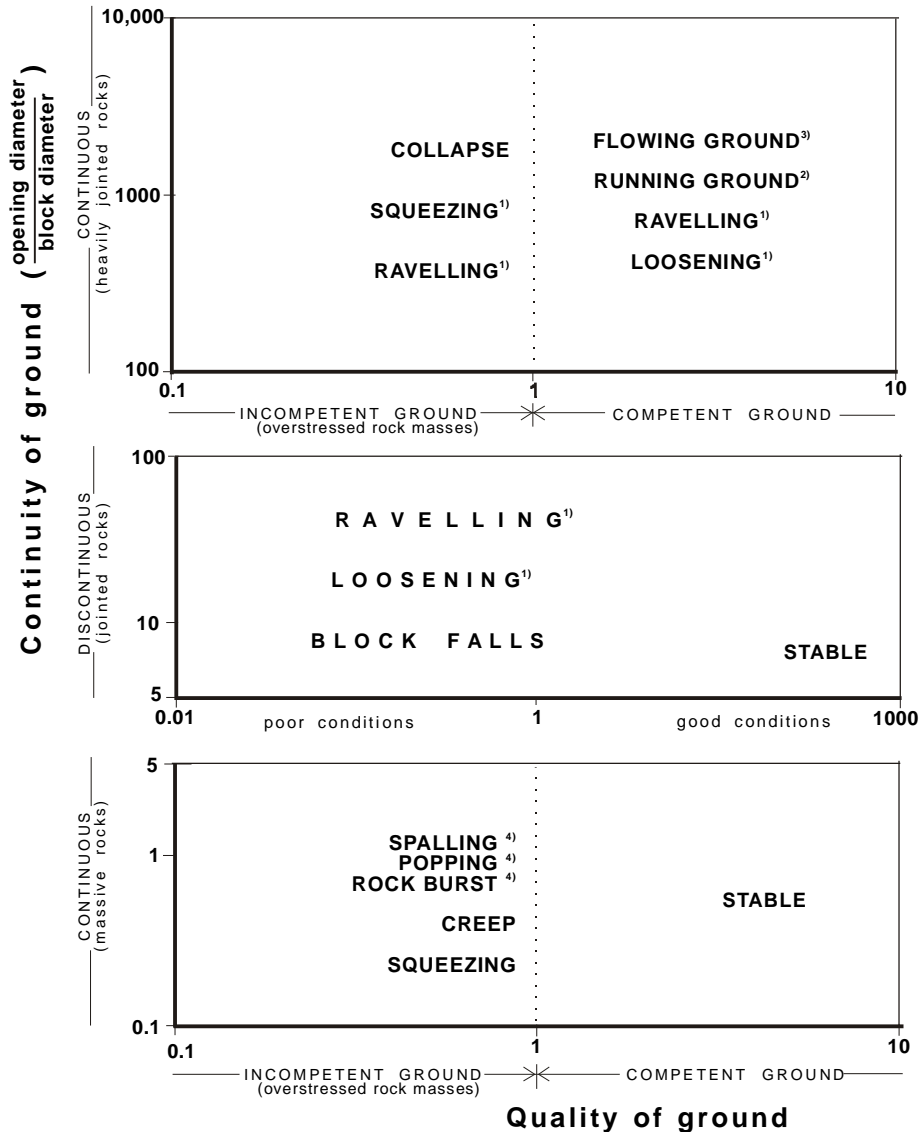 Continuity of ground ( opening diameter / block diameter )
CONTINUOUS
(heavily jointed rocks)
10,000
1000
100
COLLAPSE
SQUEEZING1)
RAVELLING1)
FLOWING GROUND3)
RUNNING GROUND2)
RAVELLING1)
LOOSENING1)
0.1
1
10
INCOMPETENT GROUND
(overstressed rock masses)
COMPETENT GROUND
DISCONTINUOUS
(jointed rocks)
100
10
5
RAVELLING1)
LOOSENING1)
BLOCK FALLS
STABLE
0.01
poor conditions
1
good conditions
1000
CONTINUOUS
(massive rocks)
5
1
0.1
SPALLING 4)
POPPING 4)
ROCK BURST 4)
CREEP
SQUEEZING
STABLE
0.1
1
10
INCOMPETENT GROUND
(overstressed rock masses)
COMPETENT GROUND
Quality of ground